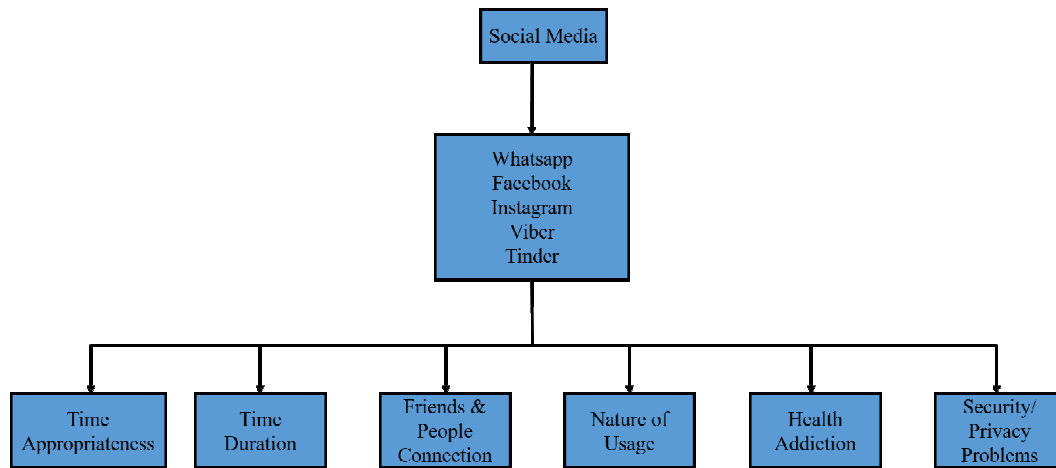 Social Media
Whatsapp
Facebook
Instagram
Viber
Tinder
Time
Appropriateness
Time
Duration
Friends &
People
Connection
Nature of
Usage
Health
Addiction
Security/
Privacy
Problems